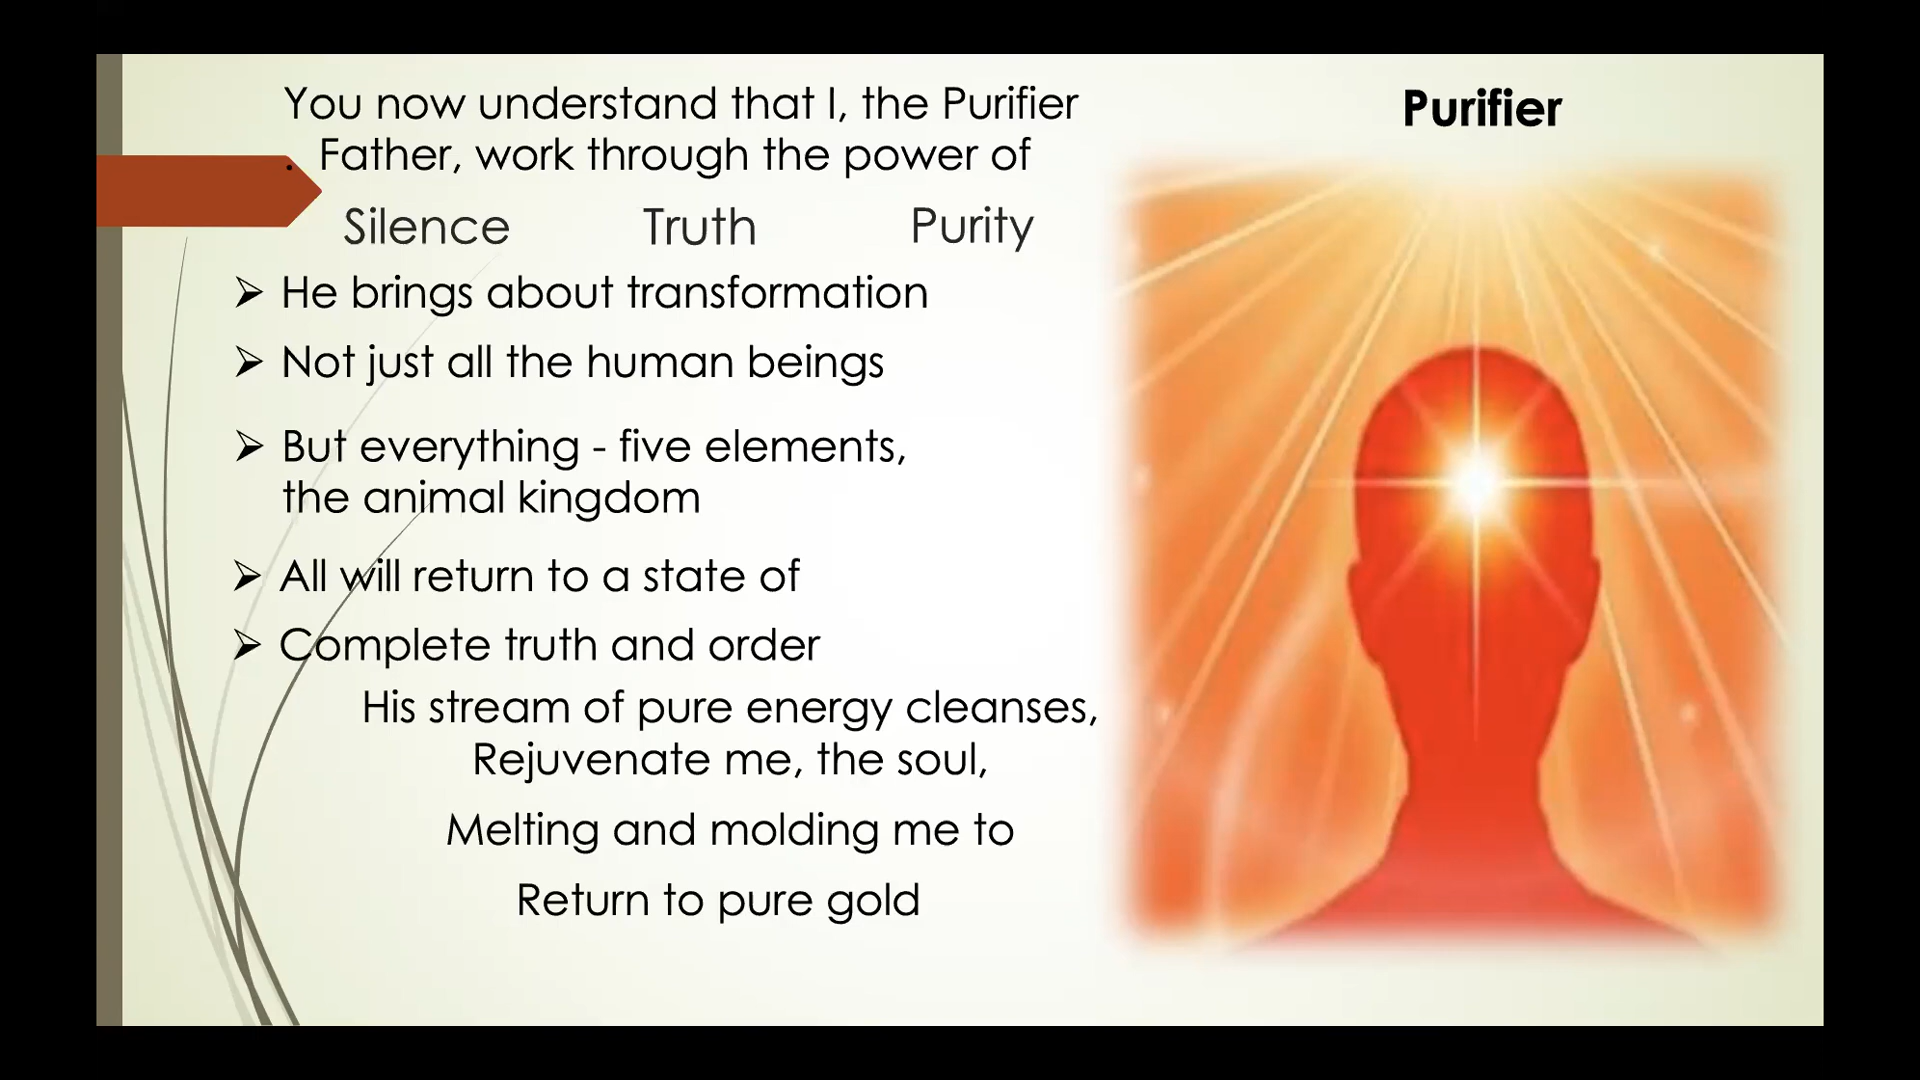 You now understand that I, the Purifier
. Father, work through the power of
Silence Truth Purity
➢ He brings about transformation
➢ Not just all the human beings
➢ But everything - five elements,
the animal kingdom
➢ All will return to a state of
➢ Complete truth and order
His stream of pure energy cleanses,
Rejuvenate me, the soul,
Melting and molding me to
Return to pure gold
Purifier